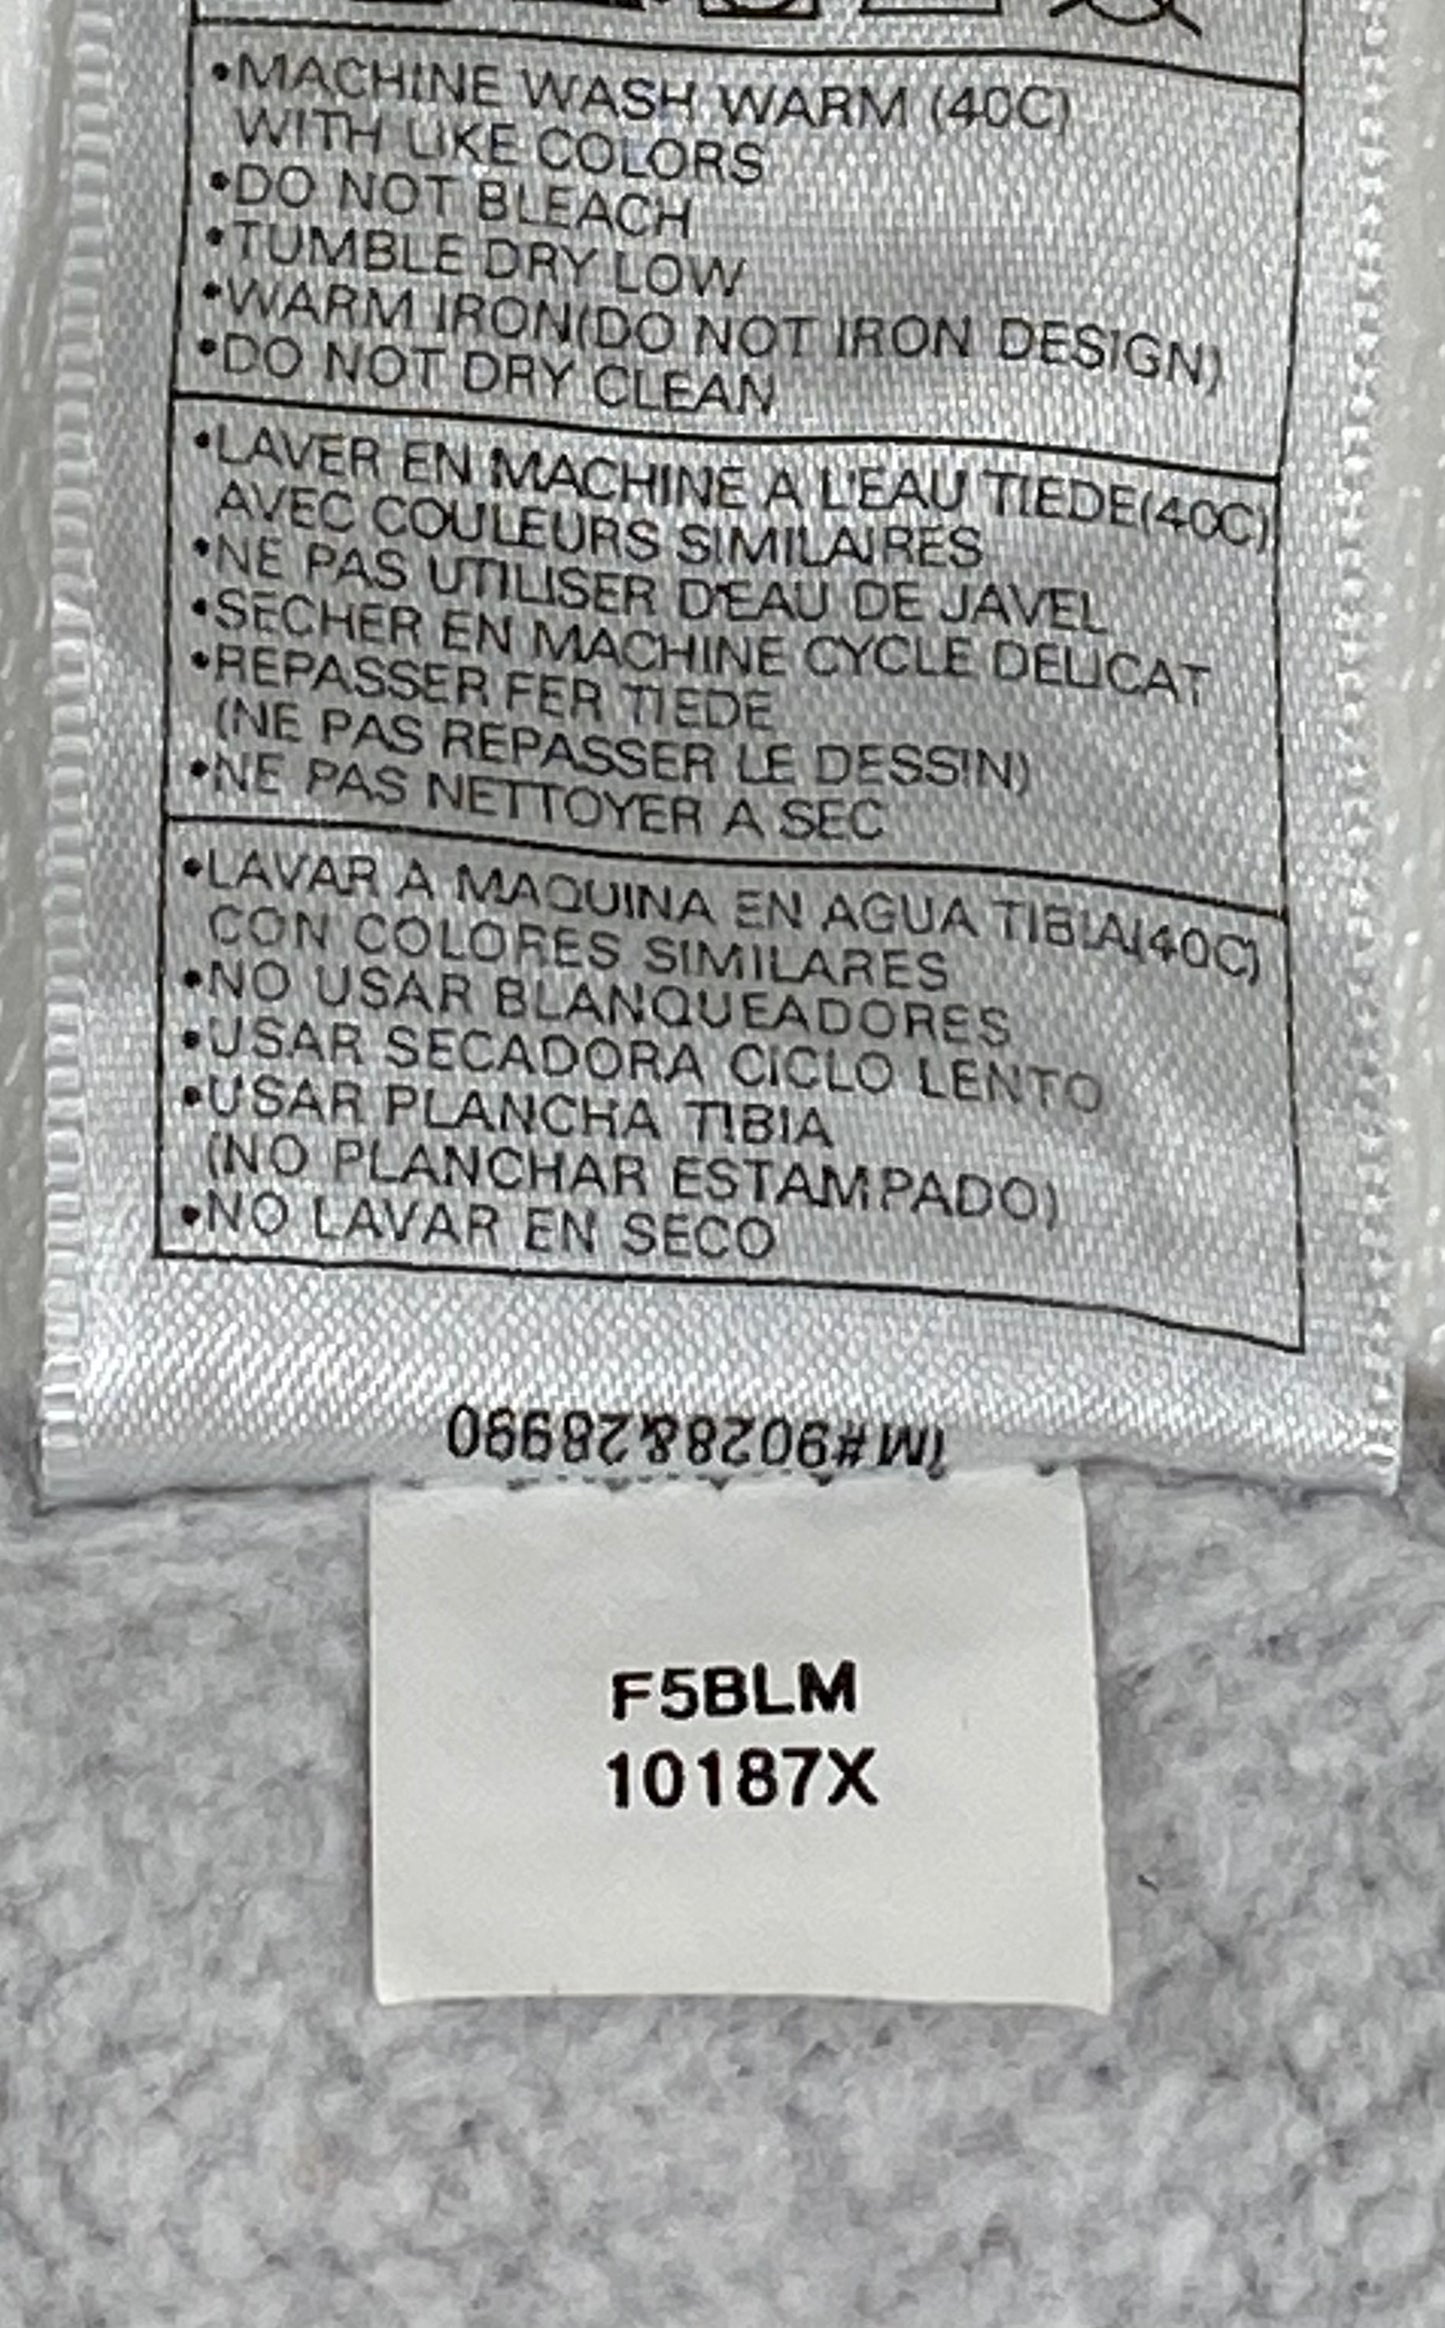 •MACHINE WASH WARM (40C)
WITH LIKE COLORS
•DO NOT BLEACH
•TUMBLE DRY LOW
•WARM IRON(DO NOT IRON DESIGN)
•DO NOT DRY CLEAN
•LAVER EN MACHINE A L'EAU TIEDE(40C)
AVEC COULEURS SIMILAIRES
•NE PAS UTILISER D'EAU DE JAVEL
•SECHER EN MACHINE CYCLE DELICAT
•REPASSER FER TIEDE
(NE PAS REPASSER LE DESSIN)
•NE PAS NETTOYER A SEC
•LAVAR A MAQUINA EN AGUA TIBIA(40C)
CON COLORES SIMILARES
•NO USAR BLANQUEADORES
•USAR SECADORA CICLO LENTO
•USAR PLANCHA TIBIA
(NO PLANCHAR ESTAMPADO)
•NO LAVAR EN SECO
IM#9028&28990
F5BLM
10187X